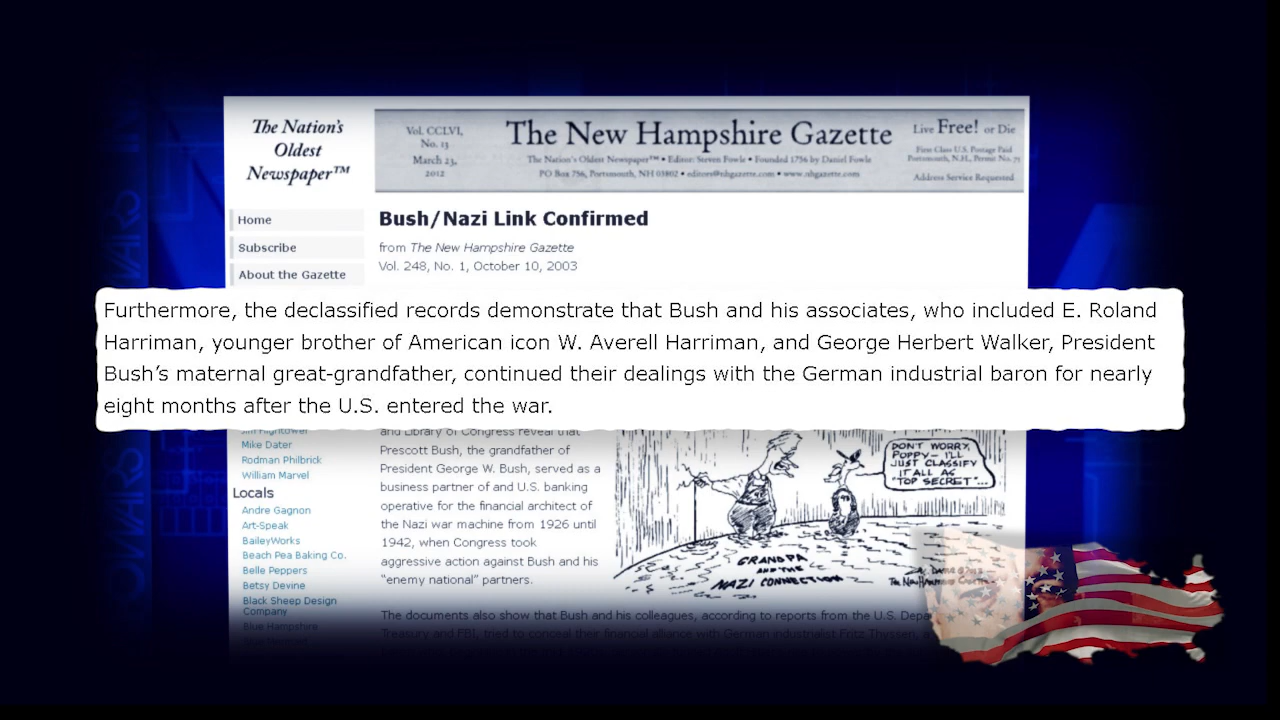 The Nation's
Oldest
Newspaper™
Vol. CCLVI,
No. 13
March 23,
2012
The New Hampshire Gazette
The Nation's Oldest Newspaper™ • Editor: Steven Fowle • Founded 1756 by Daniel Fowle
PO Box 756, Portsmouth, NH 03802 • editors@nhgazette.com • www.nhgazette.com
Live Free! or Die
First Class U.S. Postage Paid
Portsmouth, N.H., Permit No. 75
Address Service Requested
Home
Subscribe
About the Gazette
Bush/Nazi Link Confirmed
from The New Hampshire Gazette
Vol. 248, No. 1, October 10, 2003
Furthermore, the declassified records demonstrate that Bush and his associates, who included E. Roland
Harriman, younger brother of American icon W. Averell Harriman, and George Herbert Walker, President
Bush's maternal great-grandfather, continued their dealings with the German industrial baron for nearly
eight months after the U.S. entered the war.
Jim Hightower
Mike Dater
Rodman Philbrick
William Marvel
Locals
Andre Gagnon
Art-Speak
BaileyWorks
Beach Pea Baking Co.
Belle Peppers
Betsy Devine
Black Sheep Design
Company
Blue Hampshire
and Library of Congress reveal that
Prescott Bush, the grandfather of
President George W. Bush, served as a
business partner of and U.S. banking
operative for the financial architect of
the Nazi war machine from 1926 until
1942, when Congress took
aggressive action against Bush and his
"enemy national" partners.
DON'T WORRY,
POPPY— I'LL
JUST CLASSIFY
IT ALL AS
"TOP SECRET"...
GRANDPA
AND THE
NAZI CONNECTION
The documents also show that Bush and his colleagues, according to reports from the U.S. Depa
Treasury and FBI, tried to conceal their financial alliance with German industrialist Fritz Thyssen,